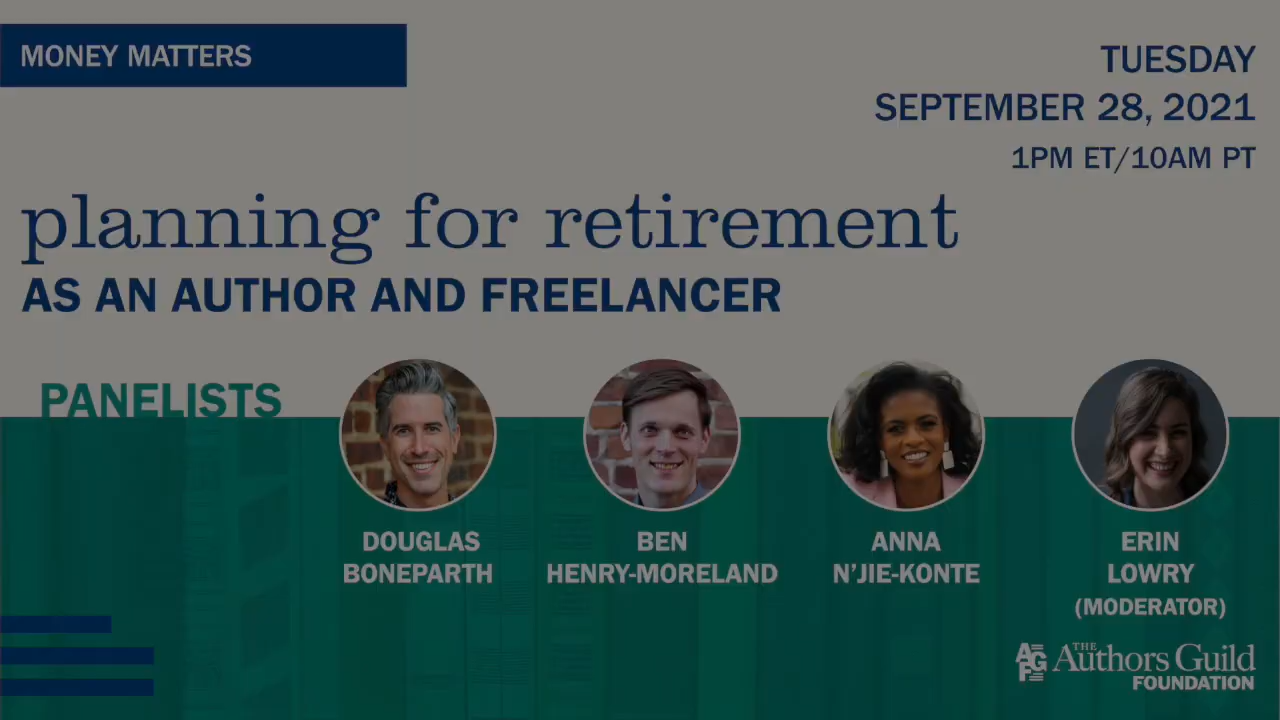 MONEY MATTERS
TUESDAY
SEPTEMBER 28, 2021
1PM ET/10AM PT
planning for retirement
AS AN AUTHOR AND FREELANCER
PANELISTS
DOUGLAS
BONEPARTH
BEN
HENRY-MORELAND
ANNA
N'JIE-KONTE
ERIN
LOWRY
(MODERATOR)
AGF THE Authors Guild
FOUNDATION